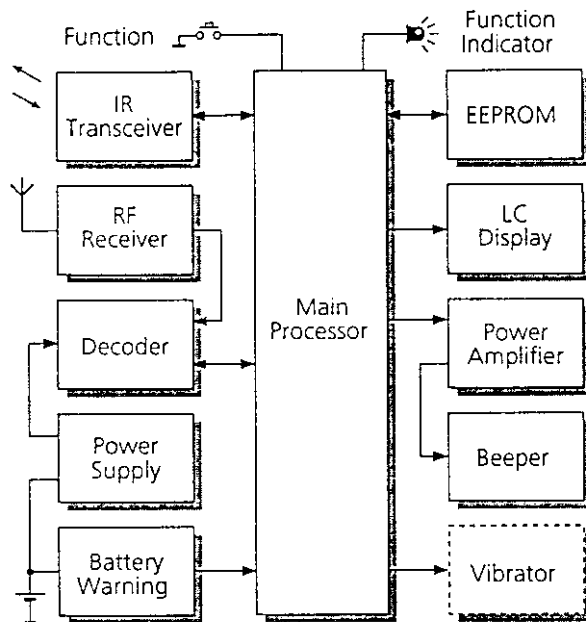 Function
Function
Indicator
IR
Transceiver
EEPROM
RF
Receiver
LC
Display
Main
Processor
Decoder
Power
Amplifier
Power
Supply
Beeper
Battery
Warning
Vibrator